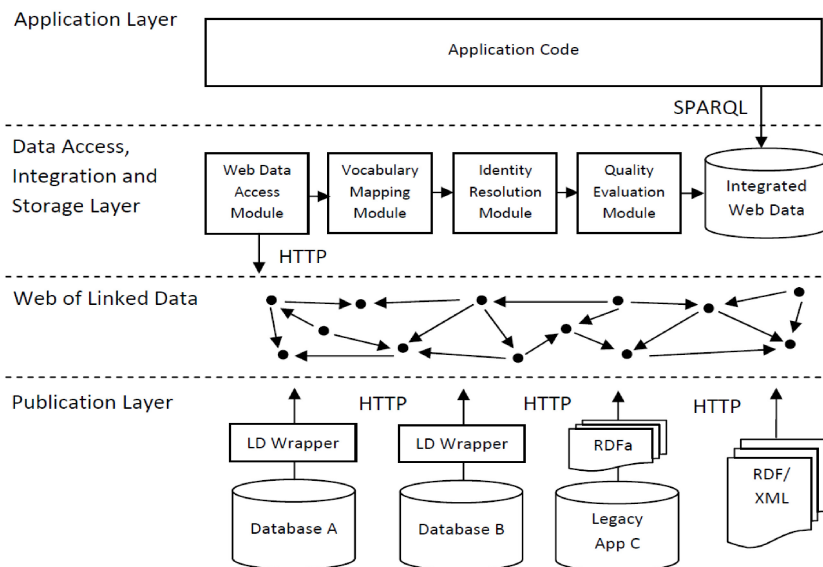 Application Layer
Application Code
SPARQL
Data Access,
Integration and
Storage Layer
Web Data
Access
Module
Vocabulary
Mapping
Module
Identity
Resolution
Module
Quality
Evaluation
Module
Integrated
Web Data
HTTP
Web of Linked Data
Publication Layer
HTTP
HTTP
HTTP
LD Wrapper
LD Wrapper
RDFa
RDF/
XML
Database A
Database B
Legacy
App C